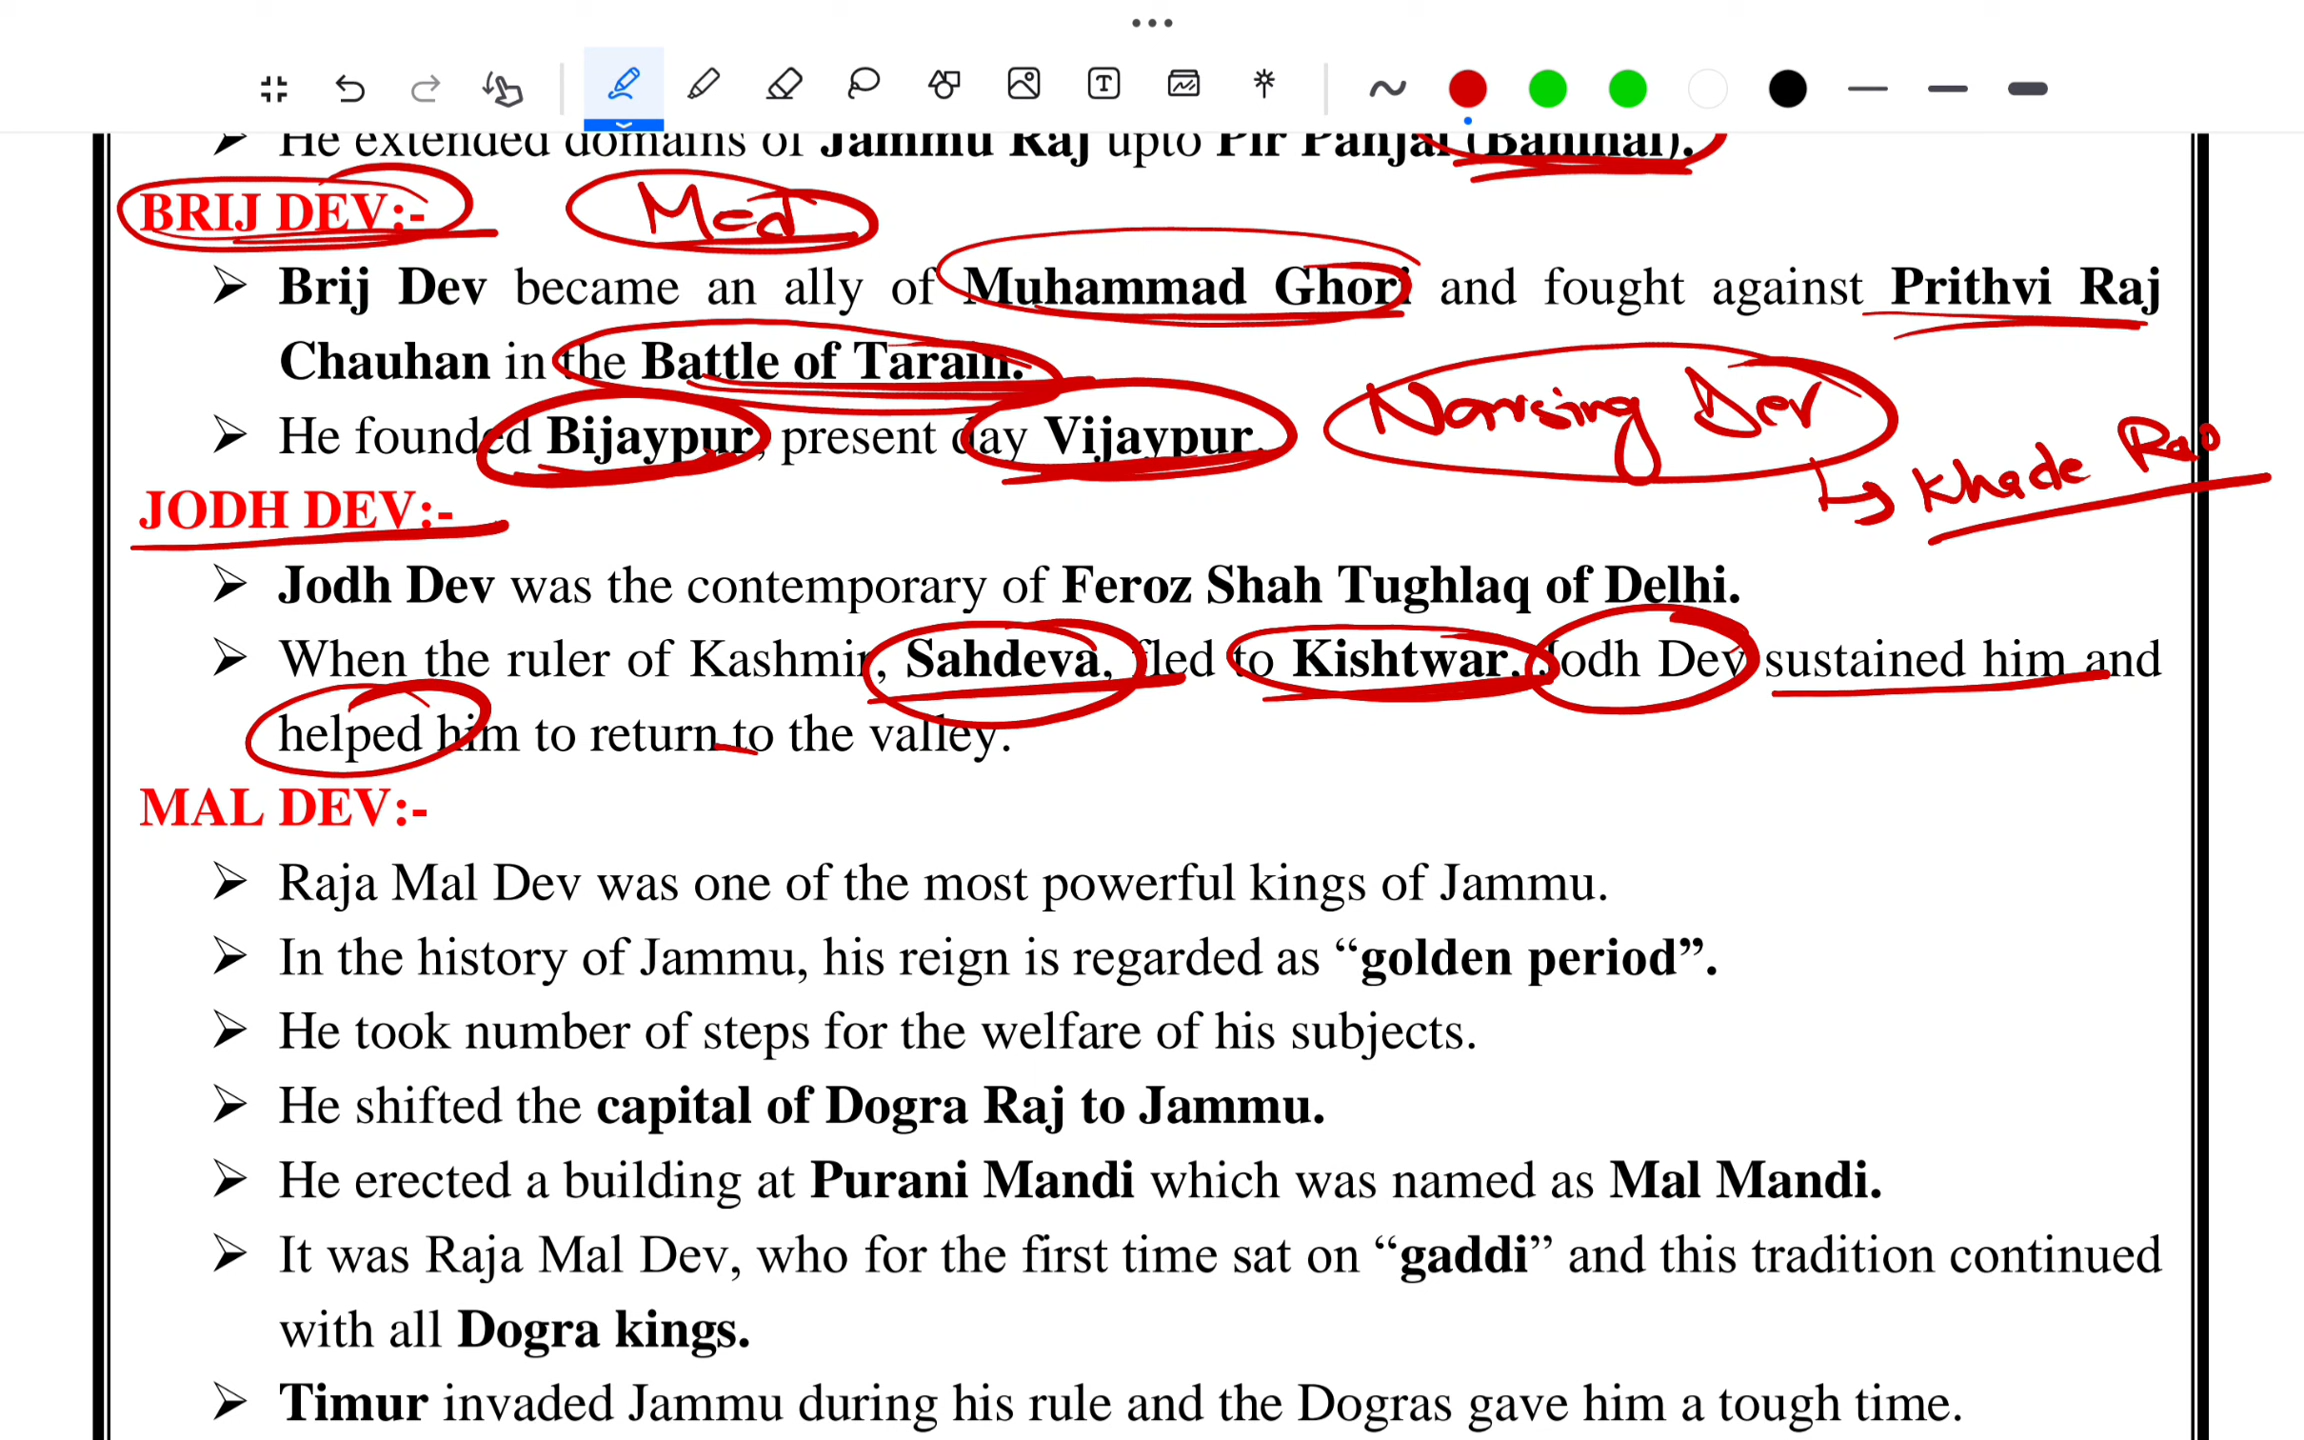 ➤ He extended domains of Jammu Raj upto Pir Panjal (Banihal).
BRIJ DEV:- Med
➤ Brij Dev became an ally of Muhammad Ghori and fought against Prithvi Raj
Chauhan in the Battle of Tarain.
Narsing Dev
➤ He founded Bijaypur, present day Vijaypur.
↳ Khade Rao
JODH DEV:-
➤ Jodh Dev was the contemporary of Feroz Shah Tughlaq of Delhi.
➤ When the ruler of Kashmir, Sahdeva, fled to Kishtwar. Jodh Dev sustained him and
helped him to return to the valley.
MAL DEV:-
➤ Raja Mal Dev was one of the most powerful kings of Jammu.
➤ In the history of Jammu, his reign is regarded as “golden period”.
➤ He took number of steps for the welfare of his subjects.
➤ He shifted the capital of Dogra Raj to Jammu.
➤ He erected a building at Purani Mandi which was named as Mal Mandi.
➤ It was Raja Mal Dev, who for the first time sat on “gaddi” and this tradition continued
with all Dogra kings.
➤ Timur invaded Jammu during his rule and the Dogras gave him a tough time.